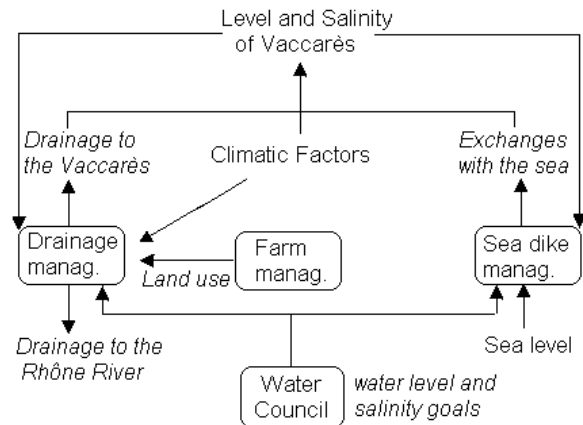 Level and Salinity
of Vaccarès
Drainage to
the Vaccarès
Climatic Factors
Exchanges
with the sea
Drainage
manag.
Land use
Farm
manag.
Sea dike
manag.
Drainage to the
Rhône River
Sea level
Water
Council
water level and
salinity goals